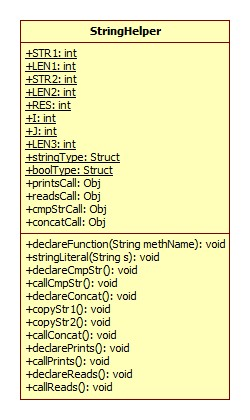 StringHelper
+STR1: int
+LEN1: int
+STR2: int
+LEN2: int
+RES: int
+I: int
+J: int
+LEN3: int
+stringType: Struct
+boolType: Struct
+printsCall: Obj
+readsCall: Obj
+cmpStrCall: Obj
+concatCall: Obj
+declareFunction(String methName): void
+stringLiteral(String s): void
+declareCmpStr(): void
+callCmpStr(): void
+declareConcat(): void
+copyStr1(): void
+copyStr2(): void
+callConcat(): void
+declarePrints(): void
+callPrints(): void
+declareReads(): void
+callReads(): void